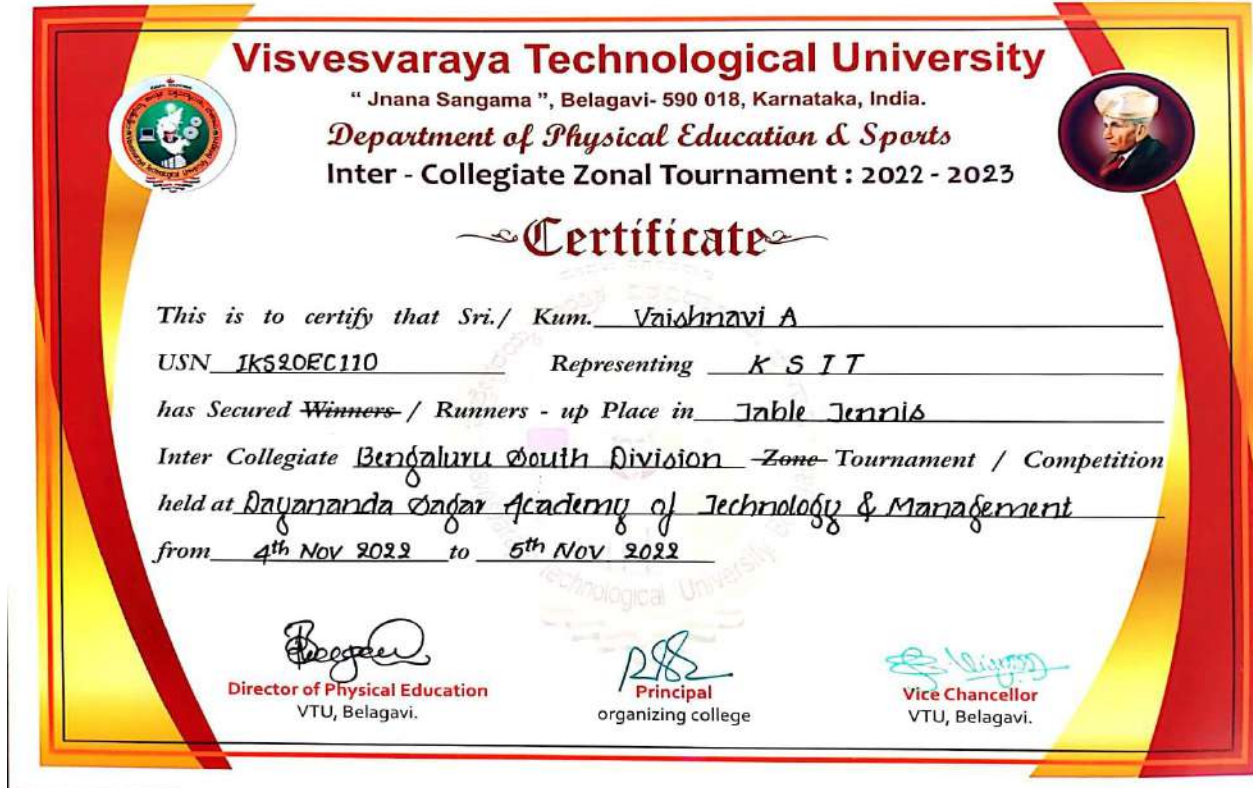 Visvesvaraya Technological University
" Jnana Sangama ", Belagavi- 590 018, Karnataka, India.
Department of Physical Education & Sports
Inter - Collegiate Zonal Tournament : 2022 - 2023
Certificate
This is to certify that Sri./ Kum. Vaishnavi A
USN 1KS20EC110 Representing K S I T
has Secured Winners / Runners - up Place in Table Tennis
Inter Collegiate Bengaluru South Division Zone Tournament / Competition
held at Dayananda Sagar Academy of Technology & Management
from 4th Nov 2022 to 5th Nov 2022
Technological University
Director of Physical Education
VTU, Belagavi.
Principal
organizing college
Vice Chancellor
VTU, Belagavi.